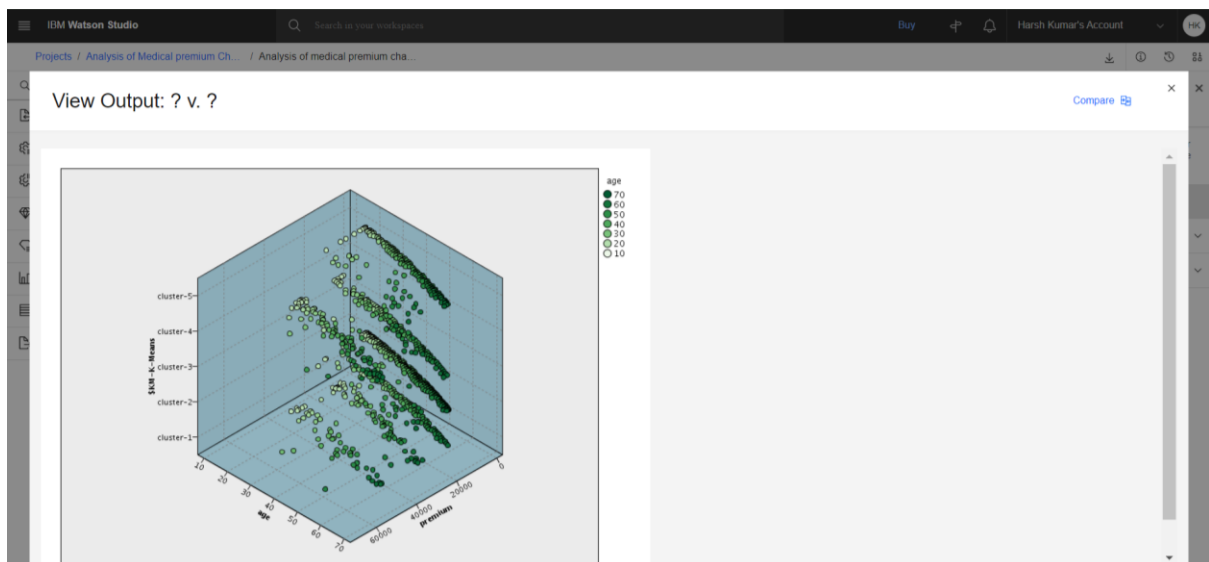 IBM Watson Studio
Search in your workspaces
Buy
Harsh Kumar's Account
HK
Projects / Analysis of Medical premium Ch... / Analysis of medical premium cha...
View Output: ? v. ?
Compare
age
70
60
50
40
30
20
10
cluster-5
cluster-4
cluster-3
cluster-2
cluster-1
$KM-K-Means
10
20
30
40
50
60
70
age
60000
40000
20000
0
premium